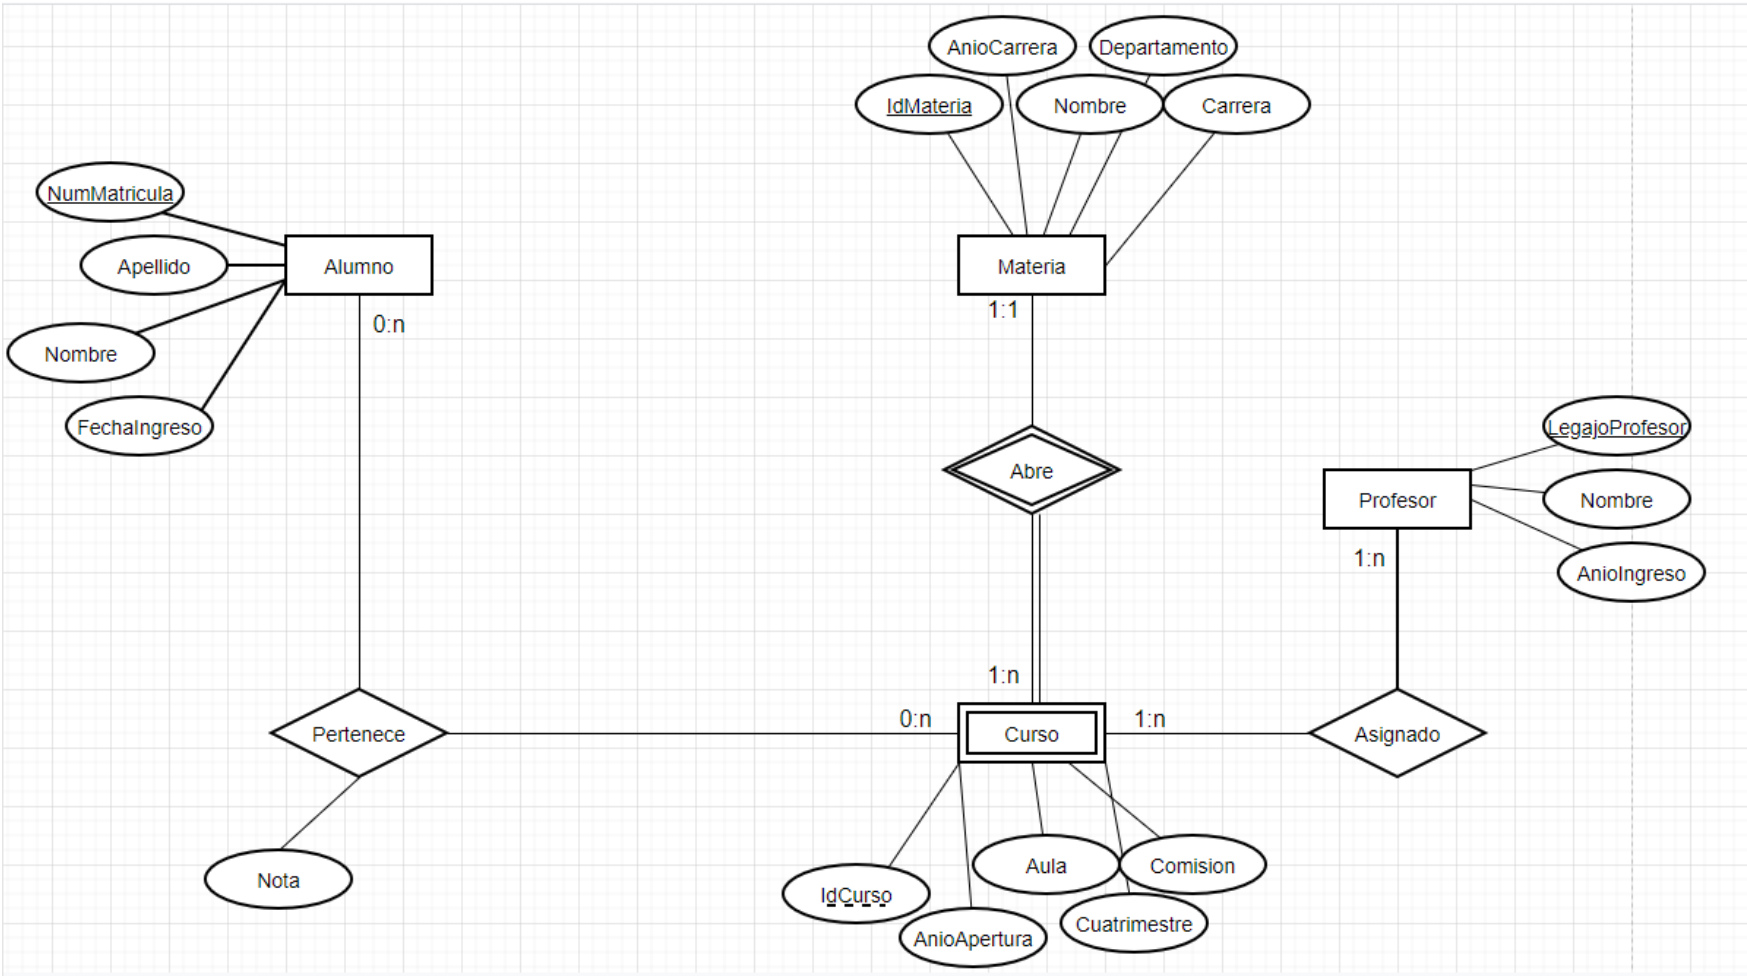 AnioCarrera
Departamento
IdMateria
Nombre
Carrera
NumMatricula
Apellido
Alumno
Materia
0:n
1:1
Nombre
FechaIngreso
LegajoProfesor
Abre
Profesor
Nombre
1:n
AnioIngreso
1:n
0:n
1:n
Pertenece
Curso
Asignado
Nota
IdCurso
Aula
Comision
AnioApertura
Cuatrimestre